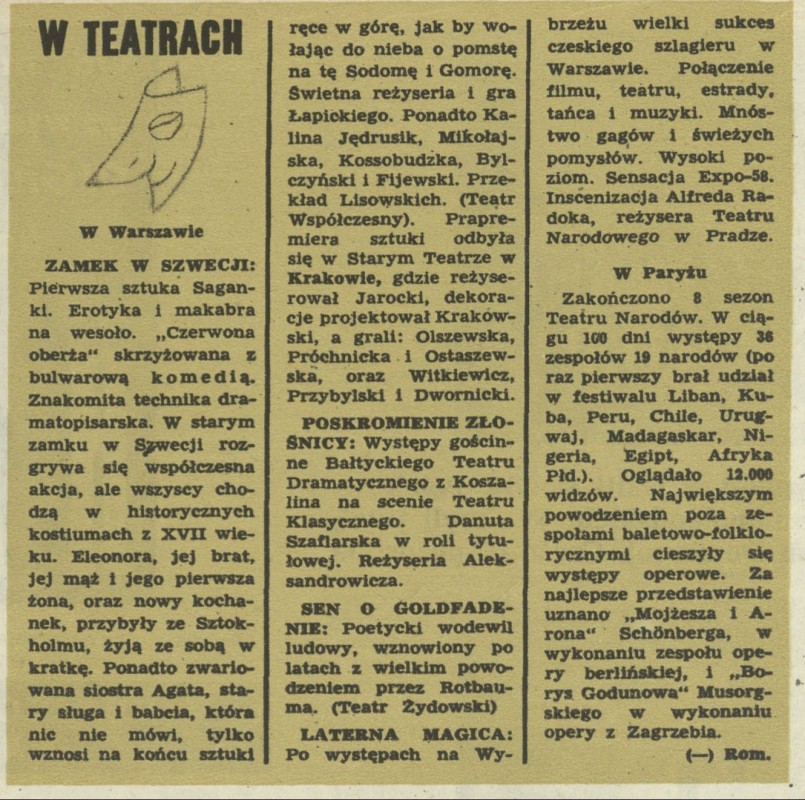 W TEATRACH
W Warszawie
ZAMEK W SZWECJI:
Pierwsza sztuka Sagan-
ki. Erotyka i makabra
na wesoło. „Czerwona
oberża" skrzyżowana z
bulwarową komedią.
Znakomita technika dra-
matopisarska. W starym
zamku w Szwecji roz-
grywa się współczesna
akcja, ale wszyscy cho-
dzą w historycznych
kostiumach z XVII wie-
ku. Eleonora, jej brat,
jej mąż i jego pierwsza
żona, oraz nowy kocha-
nek, przybyły ze Sztok-
holmu, żyją ze sobą w
kratkę. Ponadto zwario-
wana siostra Agata, sta-
ry sługa i babcia, która
nic nie mówi, tylko
wznosi na końcu sztuki
ręce w górę, jak by wo-
łając do nieba o pomstę
na tę Sodomę i Gomorę.
Świetna reżyseria i gra
Łapickiego. Ponadto Ka-
lina Jędrusik, Mikołaj-
ska, Kossobudzka, Byl-
czyński i Fijewski. Prze-
kład Lisowskich. (Teatr
Współczesny). Prapre-
miera sztuki odbyła
się w Starym Teatrze w
Krakowie, gdzie reżyse-
rował Jarocki, dekora-
cje projektował Krakow-
ski, a grali: Olszewska,
Próchnicka i Ostaszew-
ska, oraz Witkiewicz,
Przybylski i Dwornicki.
POSKROMIENIE ZŁO-
ŚNICY: Występy gościn-
ne Bałtyckiego Teatru
Dramatycznego z Kosza-
lina na scenie Teatru
Klasycznego. Danuta
Szaflarska w roli tytu-
łowej. Reżyseria Alek-
sandrowicza.
SEN O GOLDFADE-
NIE: Poetycki wodewil
ludowy, wznowiony po
latach z wielkim powo-
dzeniem przez Rotbau-
ma. (Teatr Żydowski)
LATERNA MAGICA:
Po występach na Wy-
brzeżu wielki sukces
czeskiego szlagieru w
Warszawie. Połączenie
filmu, teatru, estrady,
tańca i muzyki. Mnós-
two gagów i świeżych
pomysłów. Wysoki po-
ziom. Sensacja Expo-58.
Inscenizacja Alfreda Ra-
doka, reżysera Teatru
Narodowego w Pradze.
W Paryżu
Zakończono 8 sezon
Teatru Narodów. W cią-
gu 100 dni występy 36
zespołów 19 narodów (po
raz pierwszy brał udział
w festiwalu Liban, Ku-
ba, Peru, Chile, Urug-
waj, Madagaskar, Ni-
geria, Egipt, Afryka
Płd.). Oglądało 12.000
widzów. Największym
powodzeniem poza ze-
społami baletowo-folklo-
rycznymi cieszyły się
występy operowe. Za
najlepsze przedstawienie
uznano „Mojżesza i A-
rona" Schönberga, w
wykonaniu zespołu ope-
ry berlińskiej, i „Bo-
rys Godunowa" Musorg-
skiego w wykonaniu
opery z Zagrzebia.
(—) Rom.